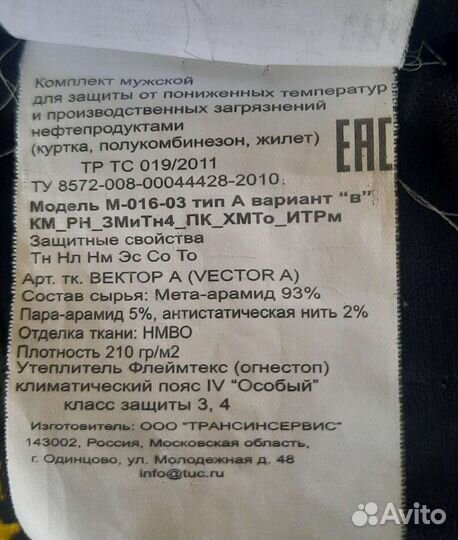 Комплект мужской
для защиты от пониженных температур
и производственных загрязнений
нефтепродуктами
(куртка, полукомбинезон, жилет)
EAC
ТР ТС 019/2011
ТУ 8572-008-00044428-2010
Модель М-016-03 тип А вариант “в”
КМ_РН_ЗМиТн4_ПК_ХМТо_ИТРм
Защитные свойства
Тн Нл Нм Эс Со То
Арт. тк. ВЕКТОР А (VECTOR A)
Состав сырья: Мета-арамид 93%
Пара-арамид 5%, антистатическая нить 2%
Отделка ткани: НМВО
Плотность 210 гр/м2
Утеплитель Флеймтекс (огнестоп)
климатический пояс IV “Особый”
класс защиты 3, 4
Изготовитель: ООО “ТРАНСИНСЕРВИС”
143002, Россия, Московская область,
г. Одинцово, ул. Молодежная д. 48
info@tuc.ru
Avito